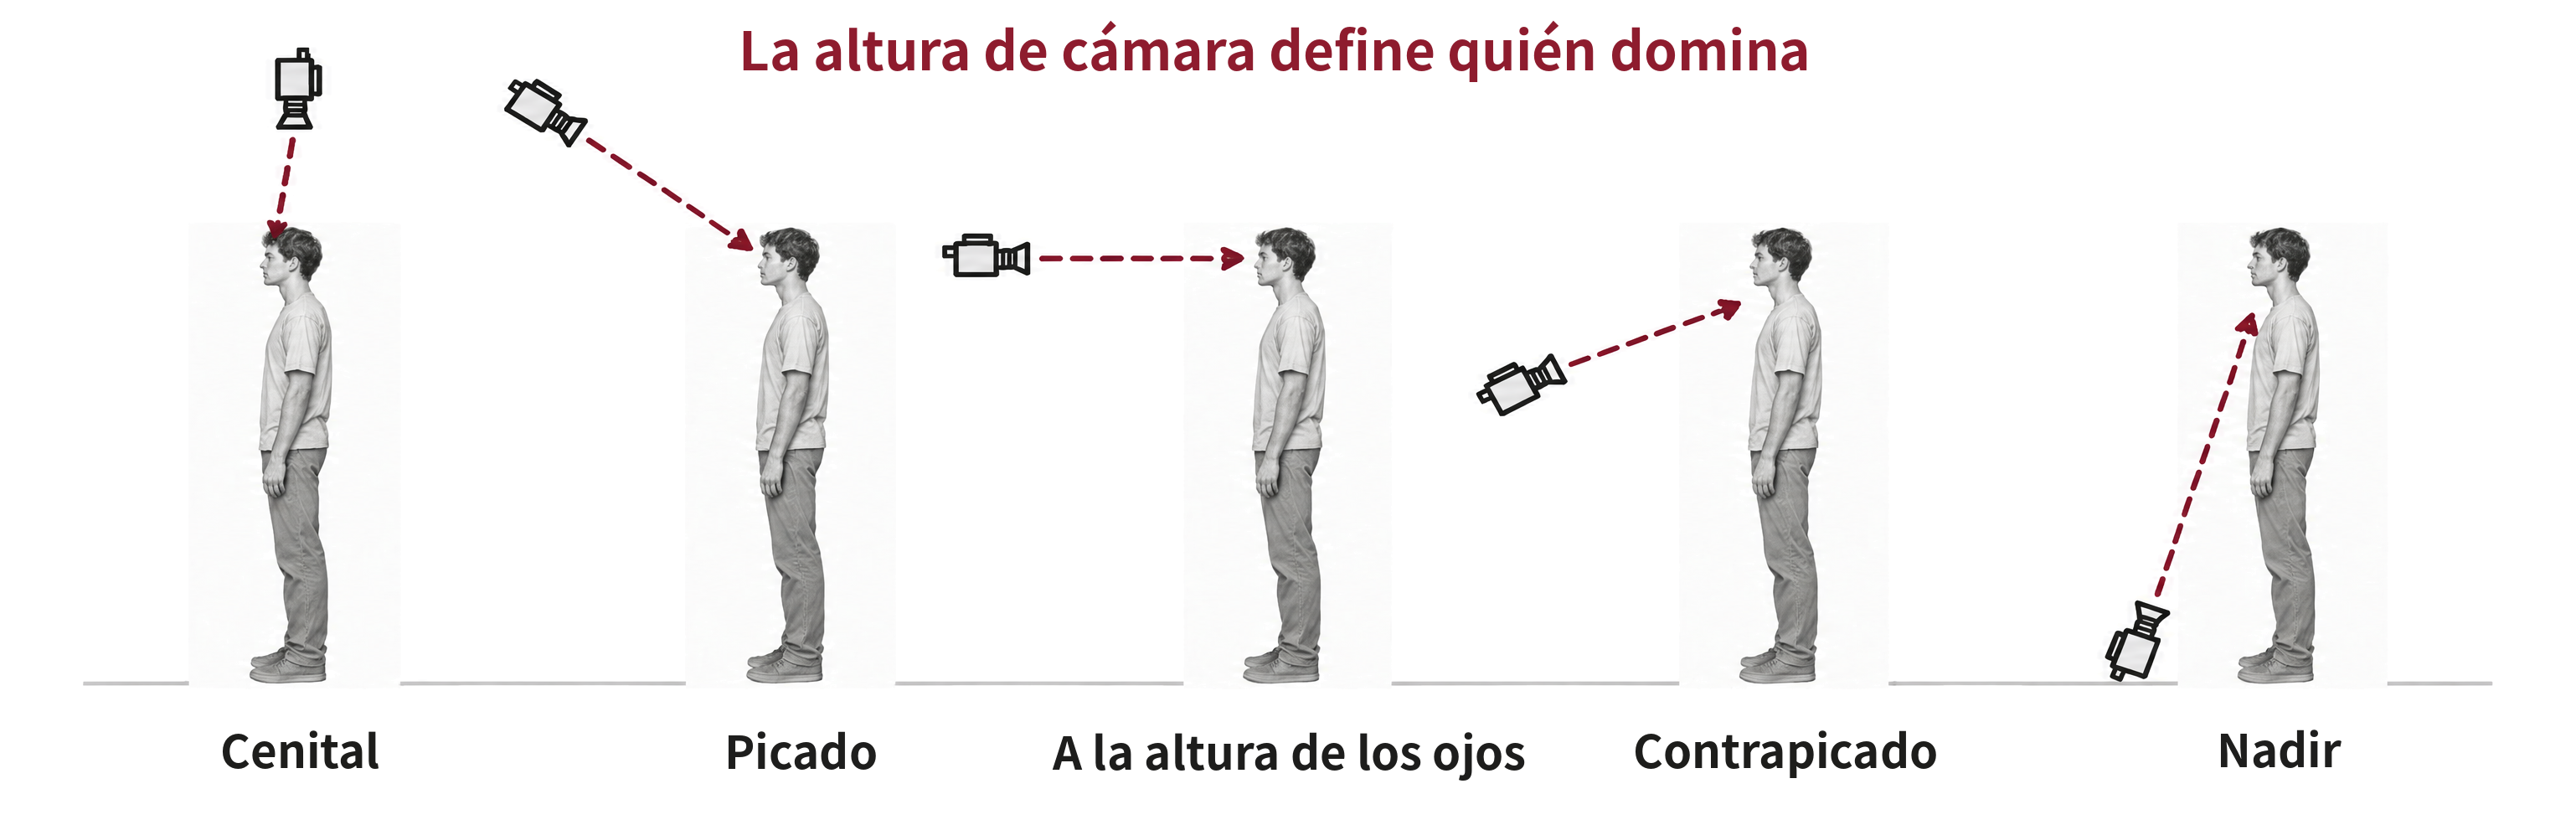 La altura de cámara define quién domina
Cenital
Picado
A la altura de los ojos
Contrapicado
Nadir